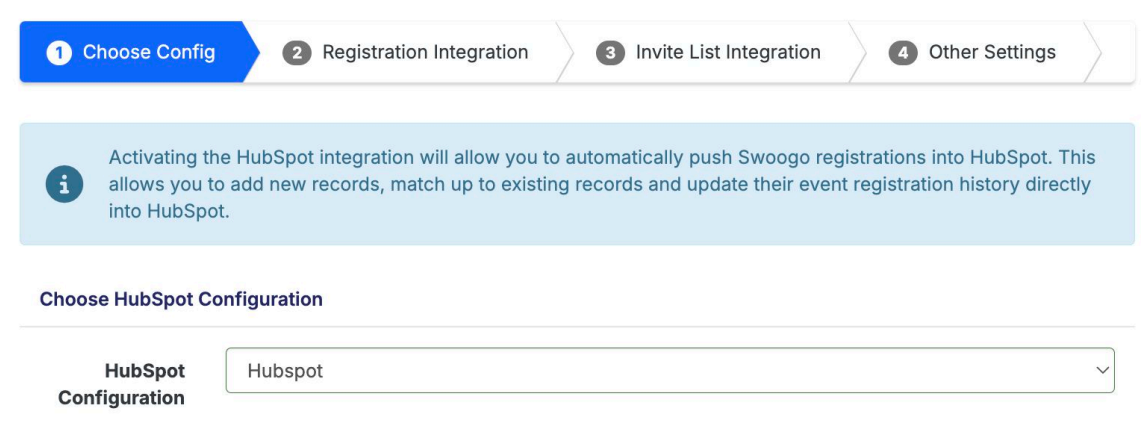 1 Choose Config 2 Registration Integration 3 Invite List Integration 4 Other Settings
Activating the HubSpot integration will allow you to automatically push Swoogo registrations into HubSpot. This
allows you to add new records, match up to existing records and update their event registration history directly
into HubSpot.
Choose HubSpot Configuration
HubSpot
Configuration
Hubspot